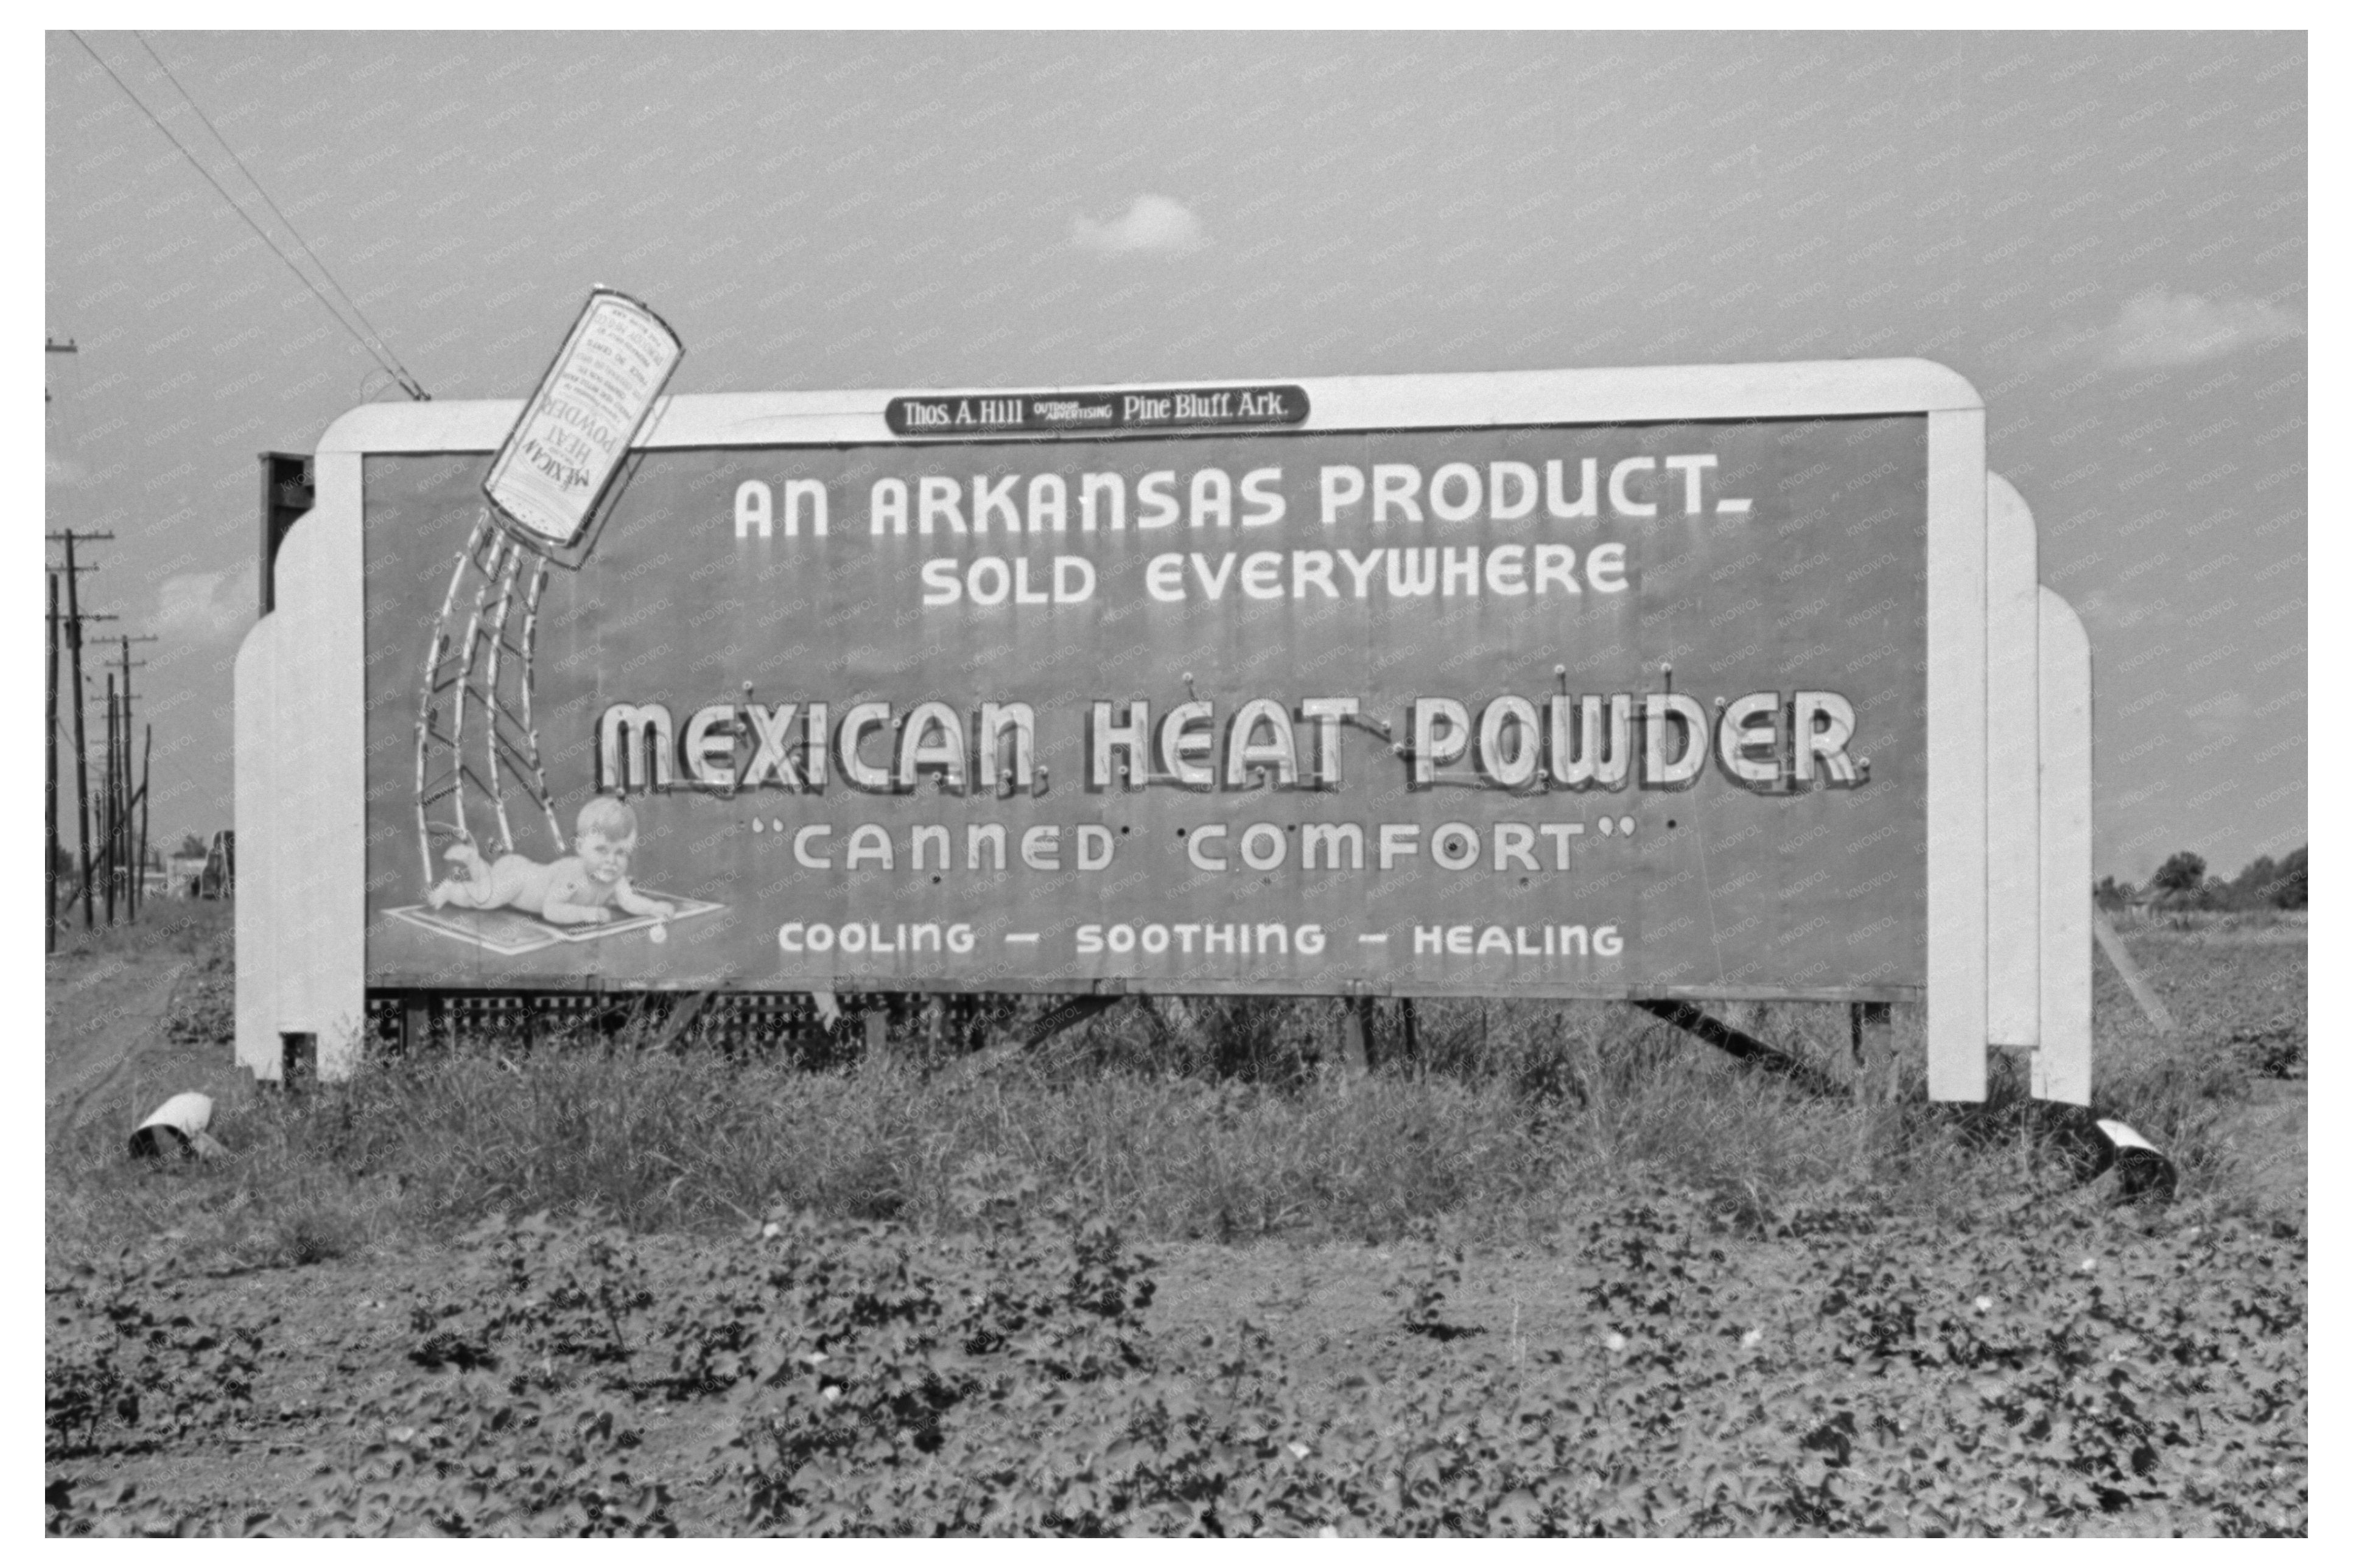 Thos. A. Hill OUTDOOR ADVERTISING Pine Bluff, Ark.
AN ARKANSAS PRODUCT-
SOLD EVERYWHERE
MEXICAN
HEAT
POWDER
MEXICAN HEAT POWDER
"CANNED COMFORT"
COOLING - SOOTHING - HEALING
KNOWOL